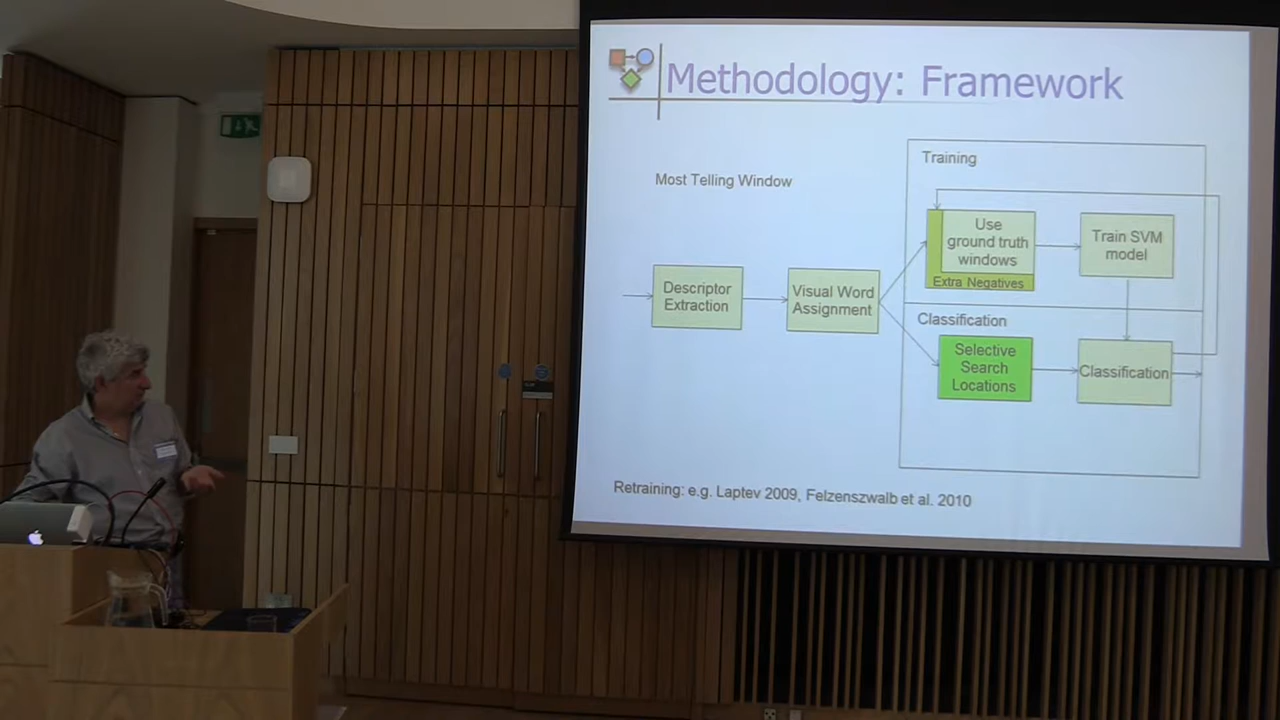 Methodology: Framework
Most Telling Window
Training
Use
ground truth
windows
Extra Negatives
Train SVM
model
Descriptor
Extraction
Visual Word
Assignment
Classification
Selective
Search
Locations
Classification
Retraining: e.g. Laptev 2009, Felzenszwalb et al. 2010